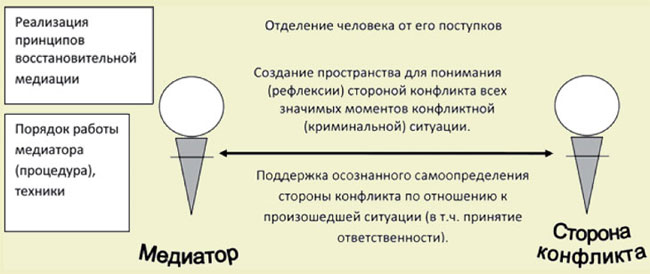 Реализация
принципов
восстановительной
медиации
Порядок работы
медиатора
(процедура),
техники
Отделение человека от его поступков
Создание пространства для понимания
(рефлексии) стороной конфликта всех
значимых моментов конфликтной
(криминальной) ситуации.
Поддержка осознанного самоопределения
стороны конфликта по отношению к
произошедшей ситуации (в т.ч. принятие
ответственности).
Медиатор
Сторона
конфликта